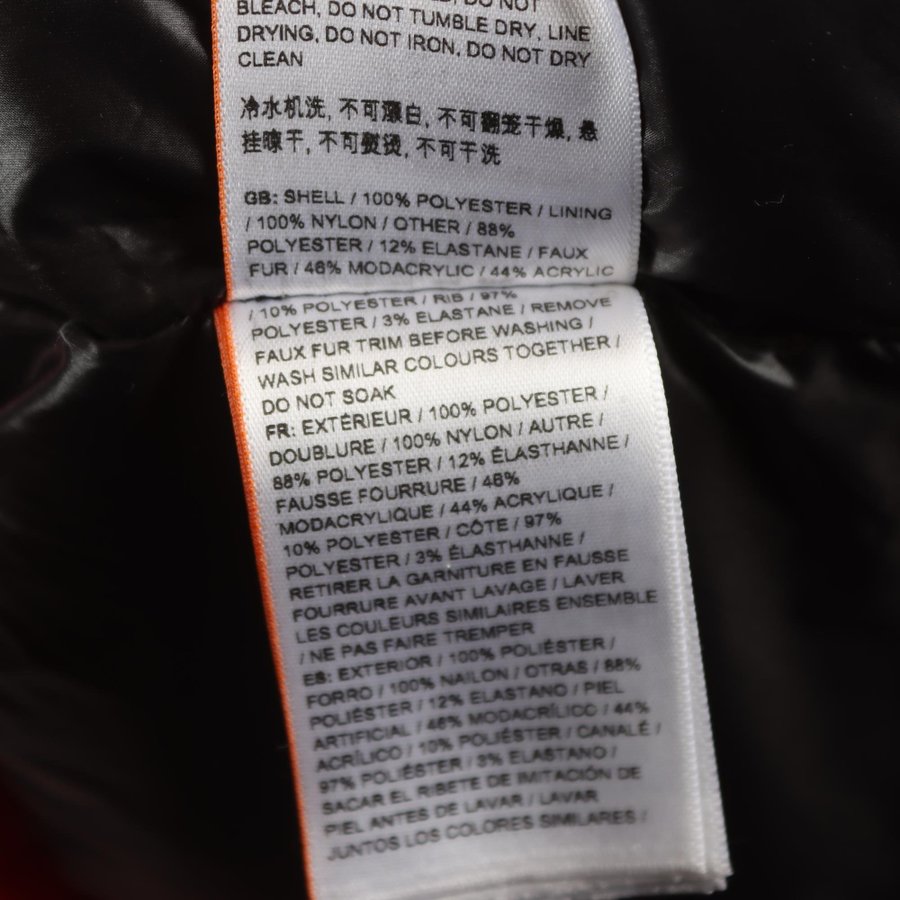 BLEACH, DO NOT TUMBLE DRY, LINE
DRYING, DO NOT IRON, DO NOT DRY
CLEAN
冷水机洗, 不可漂白, 不可翻笼干燥, 悬
挂晾干, 不可熨烫, 不可干洗
GB: SHELL / 100% POLYESTER / LINING
/ 100% NYLON / OTHER / 88%
POLYESTER / 12% ELASTANE / FAUX
FUR / 46% MODACRYLIC / 44% ACRYLIC
/ 10% POLYESTER / RIB / 97%
POLYESTER / 3% ELASTANE / REMOVE
FAUX FUR TRIM BEFORE WASHING /
WASH SIMILAR COLOURS TOGETHER /
DO NOT SOAK
FR: EXTÉRIEUR / 100% POLYESTER /
DOUBLURE / 100% NYLON / AUTRE /
88% POLYESTER / 12% ÉLASTHANNE /
FAUSSE FOURRURE / 46%
MODACRYLIQUE / 44% ACRYLIQUE /
10% POLYESTER / CÔTE / 97%
POLYESTER / 3% ÉLASTHANNE /
RETIRER LA GARNITURE EN FAUSSE
FOURRURE AVANT LAVAGE / LAVER
LES COULEURS SIMILAIRES ENSEMBLE
/ NE PAS FAIRE TREMPER
ES: EXTERIOR / 100% POLIÉSTER /
FORRO / 100% NAILON / OTRAS / 88%
POLIÉSTER / 12% ELASTANO / PIEL
ARTIFICIAL / 46% MODACRÍLICO / 44%
ACRÍLICO / 10% POLIÉSTER / CANALÉ /
97% POLIÉSTER / 3% ELASTANO /
SACAR EL RIBETE DE IMITACIÓN DE
PIEL ANTES DE LAVAR / LAVAR
JUNTOS LOS COLORES SIMILARES /